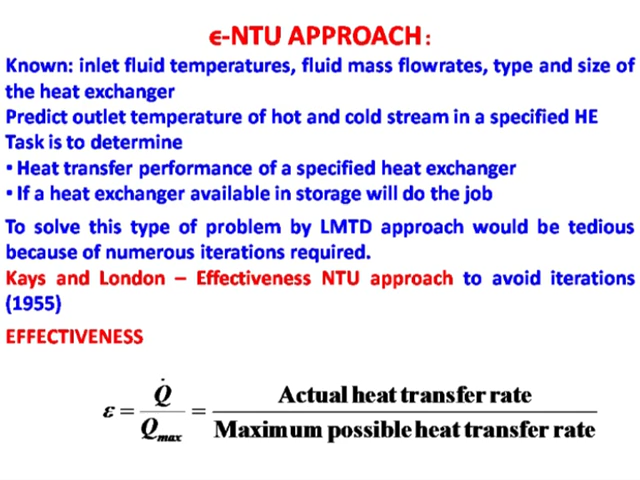 ϵ-NTU APPROACH:
Known: inlet fluid temperatures, fluid mass flowrates, type and size of
the heat exchanger
Predict outlet temperature of hot and cold stream in a specified HE
Task is to determine
• Heat transfer performance of a specified heat exchanger
• If a heat exchanger available in storage will do the job
To solve this type of problem by LMTD approach would be tedious
because of numerous iterations required.
Kays and London – Effectiveness NTU approach to avoid iterations
(1955)
EFFECTIVENESS
ε = Q̇ / Q_max = Actual heat transfer rate / Maximum possible heat transfer rate